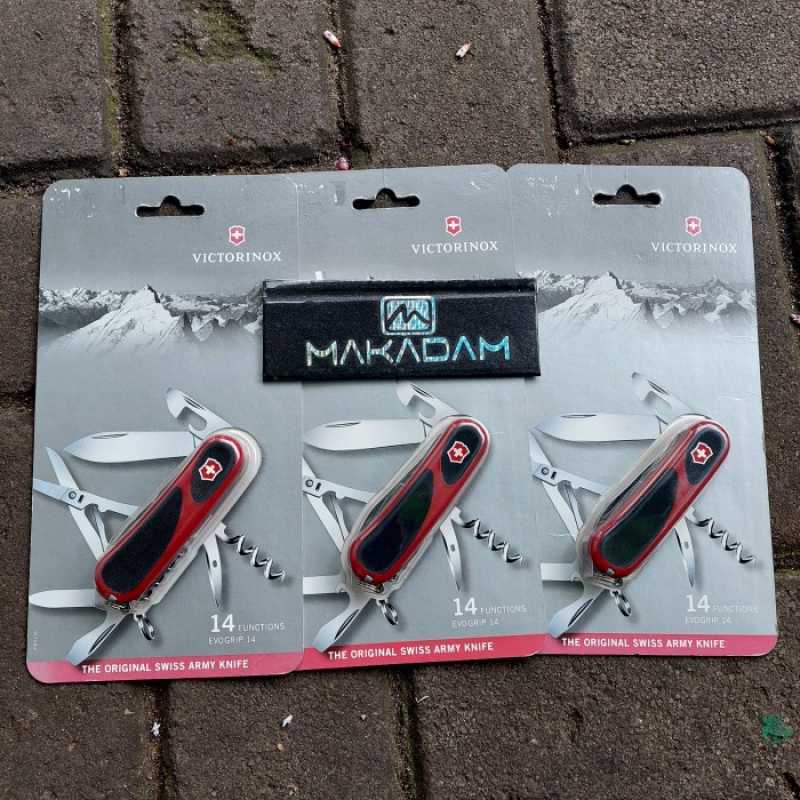 VICTORINOX
14 FUNCTIONS
EVOGRIP 14
THE ORIGINAL SWISS ARMY KNIFE
VICTORINOX
14 FUNCTIONS
EVOGRIP 14
THE ORIGINAL SWISS ARMY KNIFE
VICTORINOX
14 FUNCTIONS
EVOGRIP 14
THE ORIGINAL SWISS ARMY KNIFE
MAKADAM